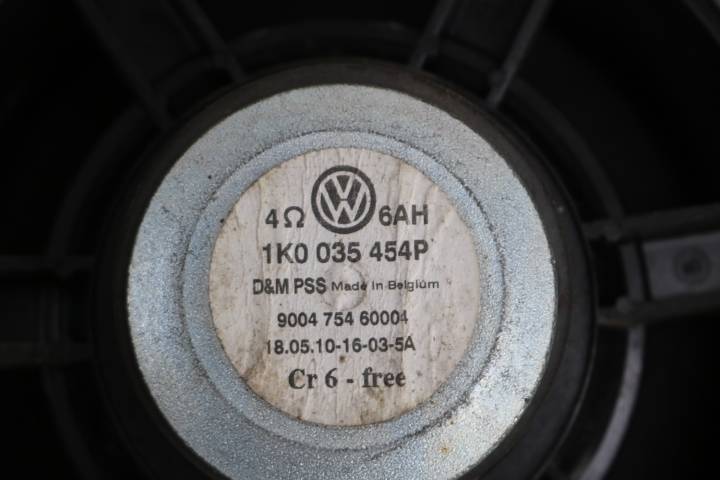 4Ω VW 6AH
1K0 035 454P
D&M PSS Made In Belgium
9004 754 60004
18.05.10-16-03-5A
Cr 6 - free